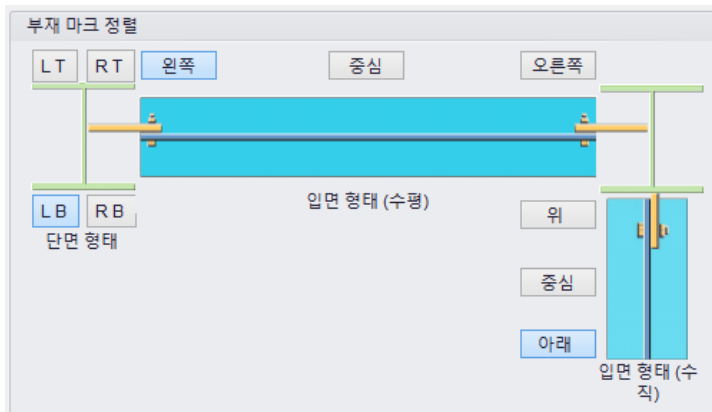 부재 마크 정렬
LT RT 왼쪽 중심 오른쪽
입면 형태 (수평)
LB RB 위
단면 형태
중심
아래
입면 형태 (수
직)